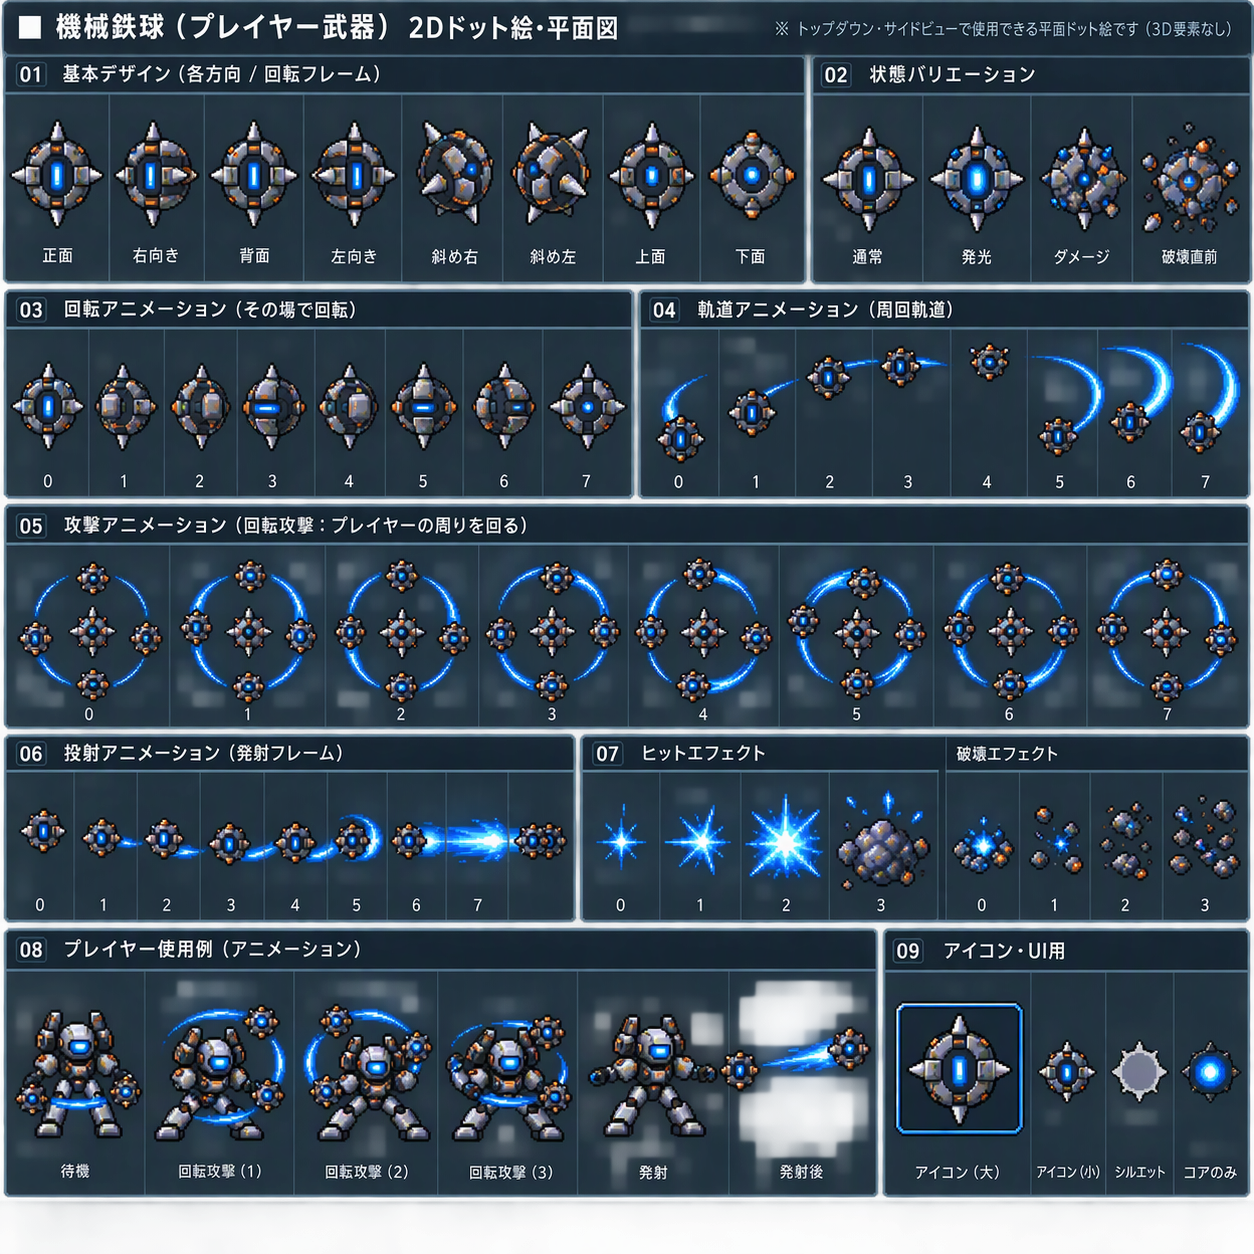 ■ 機械鉄球（プレイヤー武器） 2Dドット絵・平面図
※ トップダウン・サイドビューで使用できる平面ドット絵です（3D要素なし）
01 基本デザイン（各方向 / 回転フレーム）
正面 右向き 背面 左向き 斜め右 斜め左 上面 下面
02 状態バリエーション
通常 発光 ダメージ 破壊直前
03 回転アニメーション（その場で回転）
0 1 2 3 4 5 6 7
04 軌道アニメーション（周回軌道）
0 1 2 3 4 5 6 7
05 攻撃アニメーション（回転攻撃：プレイヤーの周りを回る）
0 1 2 3 4 5 6 7
06 投射アニメーション（発射フレーム）
0 1 2 3 4 5 6 7
07 ヒットエフェクト
0 1 2 3
破壊エフェクト
0 1 2 3
08 プレイヤー使用例（アニメーション）
待機 回転攻撃（1） 回転攻撃（2） 回転攻撃（3） 発射 発射後
09 アイコン・UI用
アイコン（大） アイコン（小） シルエット コアのみ